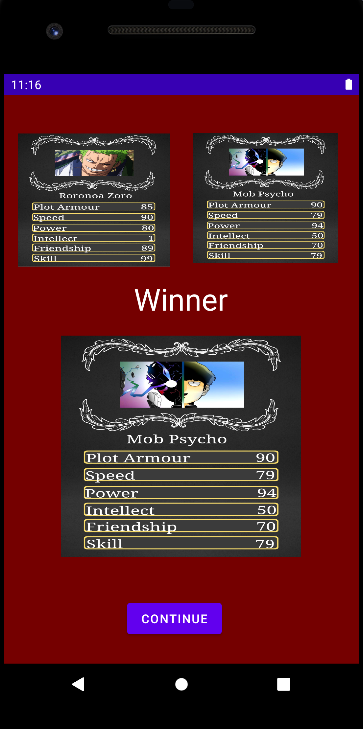 11:16
Roronoa Zoro
Plot Armour 85
Speed 90
Power 80
Intellect 1
Friendship 89
Skill 99
Mob Psycho
Plot Armour 90
Speed 79
Power 94
Intellect 50
Friendship 70
Skill 79
Winner
Mob Psycho
Plot Armour 90
Speed 79
Power 94
Intellect 50
Friendship 70
Skill 79
CONTINUE